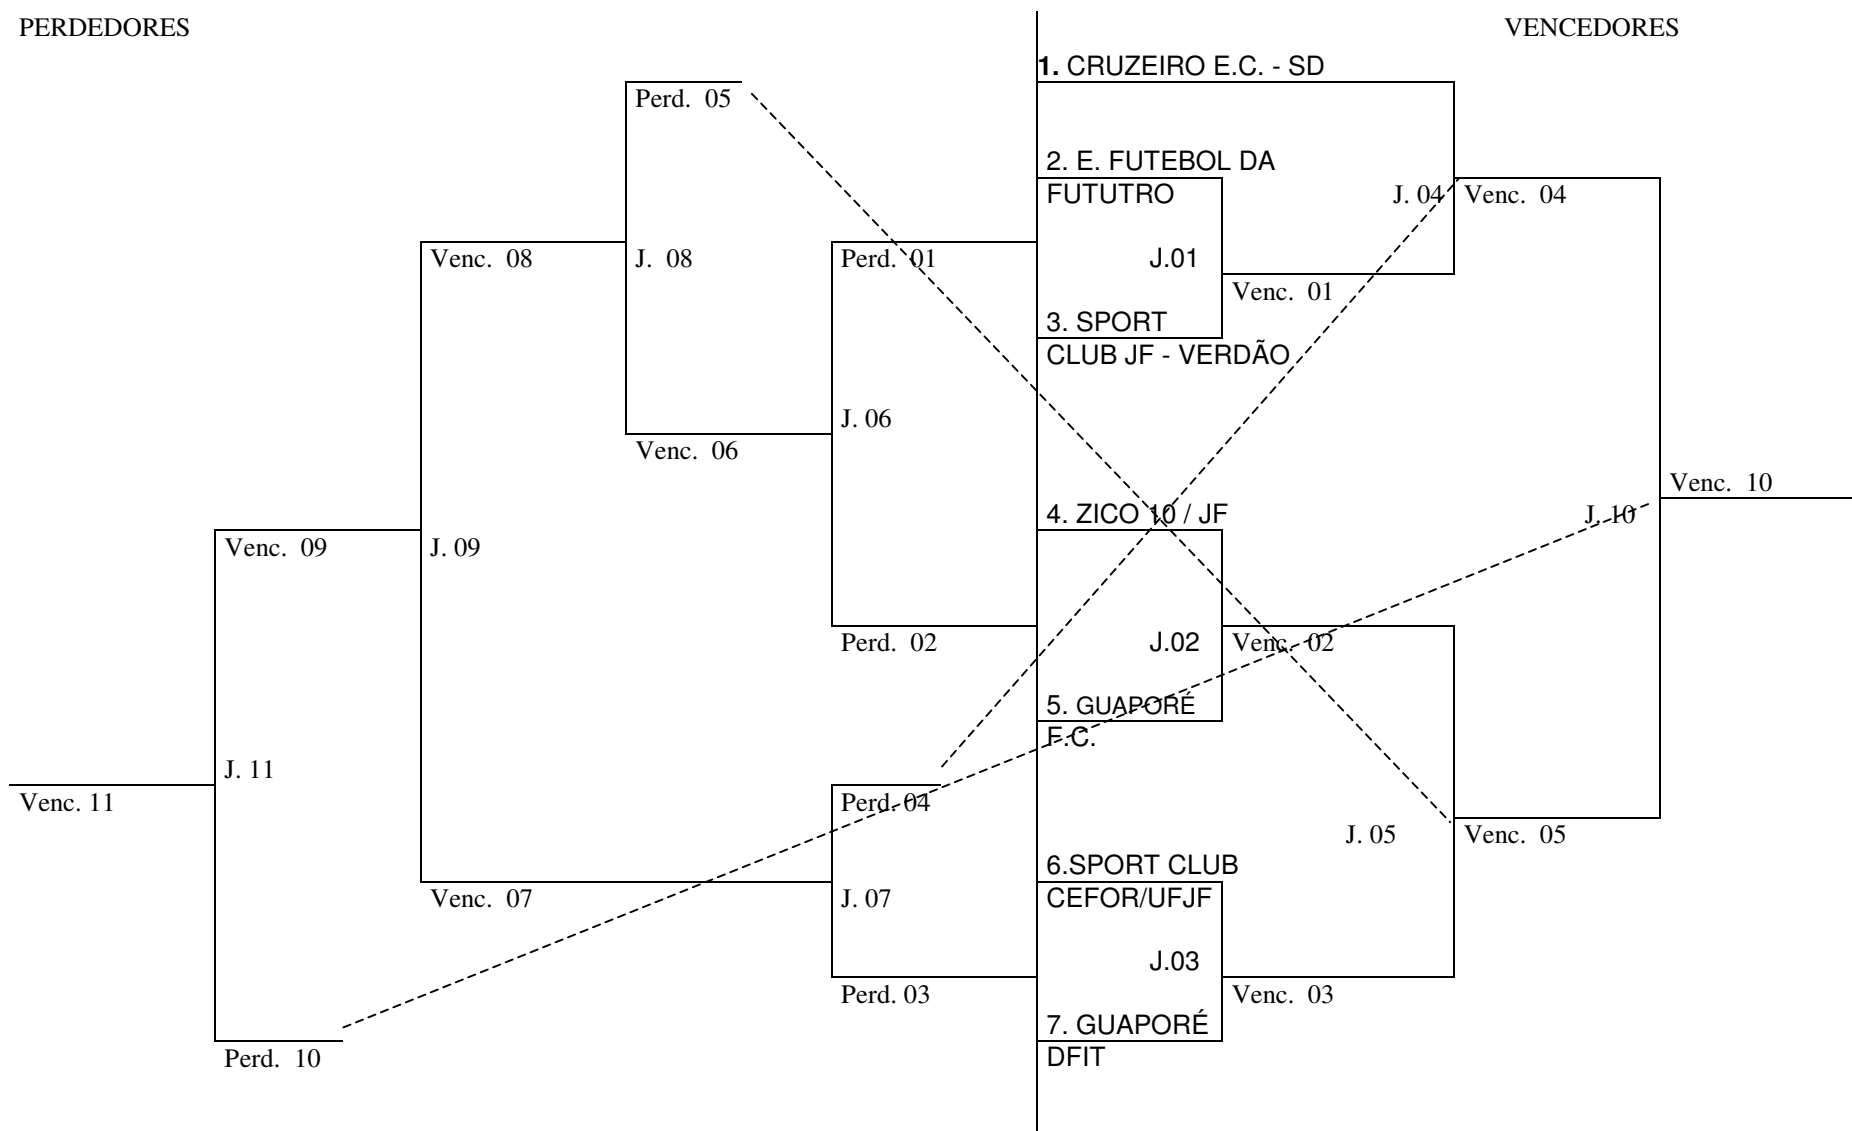 PERDEDORES
VENCEDORES
1. CRUZEIRO E.C. - SD
Perd. 05
2. E. FUTEBOL DA
FUTUTRO
J. 04
Venc. 04
Venc. 08
J. 08
Perd. 01
J.01
Venc. 01
3. SPORT
CLUB JF - VERDÃO
J. 06
Venc. 06
Venc. 10
4. ZICO 10 / JF
J. 10
Venc. 09
J. 09
Perd. 02
J.02
Venc. 02
5. GUAPORÉ
F.C.
J. 11
Venc. 11
Perd. 04
J. 05
Venc. 05
6.SPORT CLUB
CEFOR/UFJF
Venc. 07
J. 07
J.03
Perd. 03
Venc. 03
7. GUAPORÉ
DFIT
Perd. 10